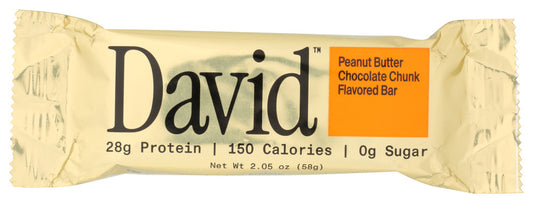 David™
Peanut Butter
Chocolate Chunk
Flavored Bar
28g Protein | 150 Calories | 0g Sugar
Net Wt 2.05 oz (58g)